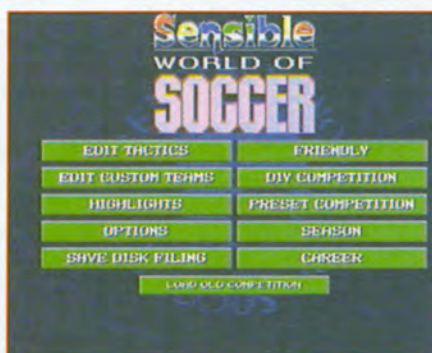 Sensible
WORLD OF
SOCCER
EDIT TACTICS
FRIENDLY
EDIT CUSTOM TEAMS
DIY COMPETITION
HIGHLIGHTS
PRESET COMPETITION
OPTIONS
SEASON
SAVE DISK FILING
CAREER
LOAD OLD COMPETITION